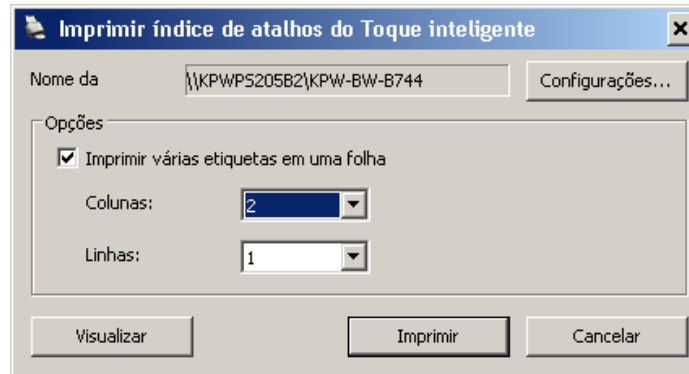 Imprimir índice de atalhos do Toque inteligente
Nome da \\KPWPS205B2\KPW-BW-B744 Configurações...
Opções
Imprimir várias etiquetas em uma folha
Colunas: 2
Linhas: 1
Visualizar Imprimir Cancelar